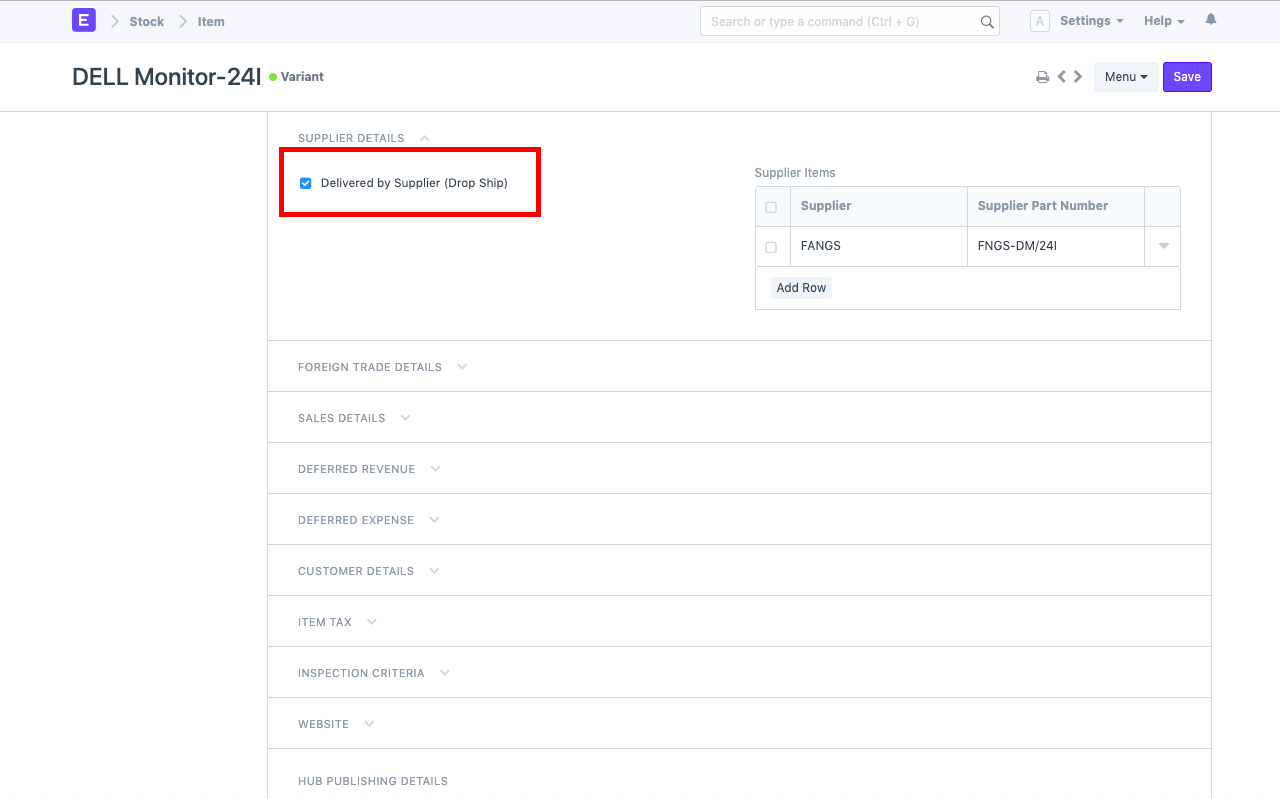 E Stock Item
Search or type a command (Ctrl + G)
A Settings Help
DELL Monitor-24I Variant
Menu Save
SUPPLIER DETAILS
Delivered by Supplier (Drop Ship)
Supplier Items
Supplier Supplier Part Number
FANGS FNGS-DM/24I
Add Row
FOREIGN TRADE DETAILS
SALES DETAILS
DEFERRED REVENUE
DEFERRED EXPENSE
CUSTOMER DETAILS
ITEM TAX
INSPECTION CRITERIA
WEBSITE
HUB PUBLISHING DETAILS